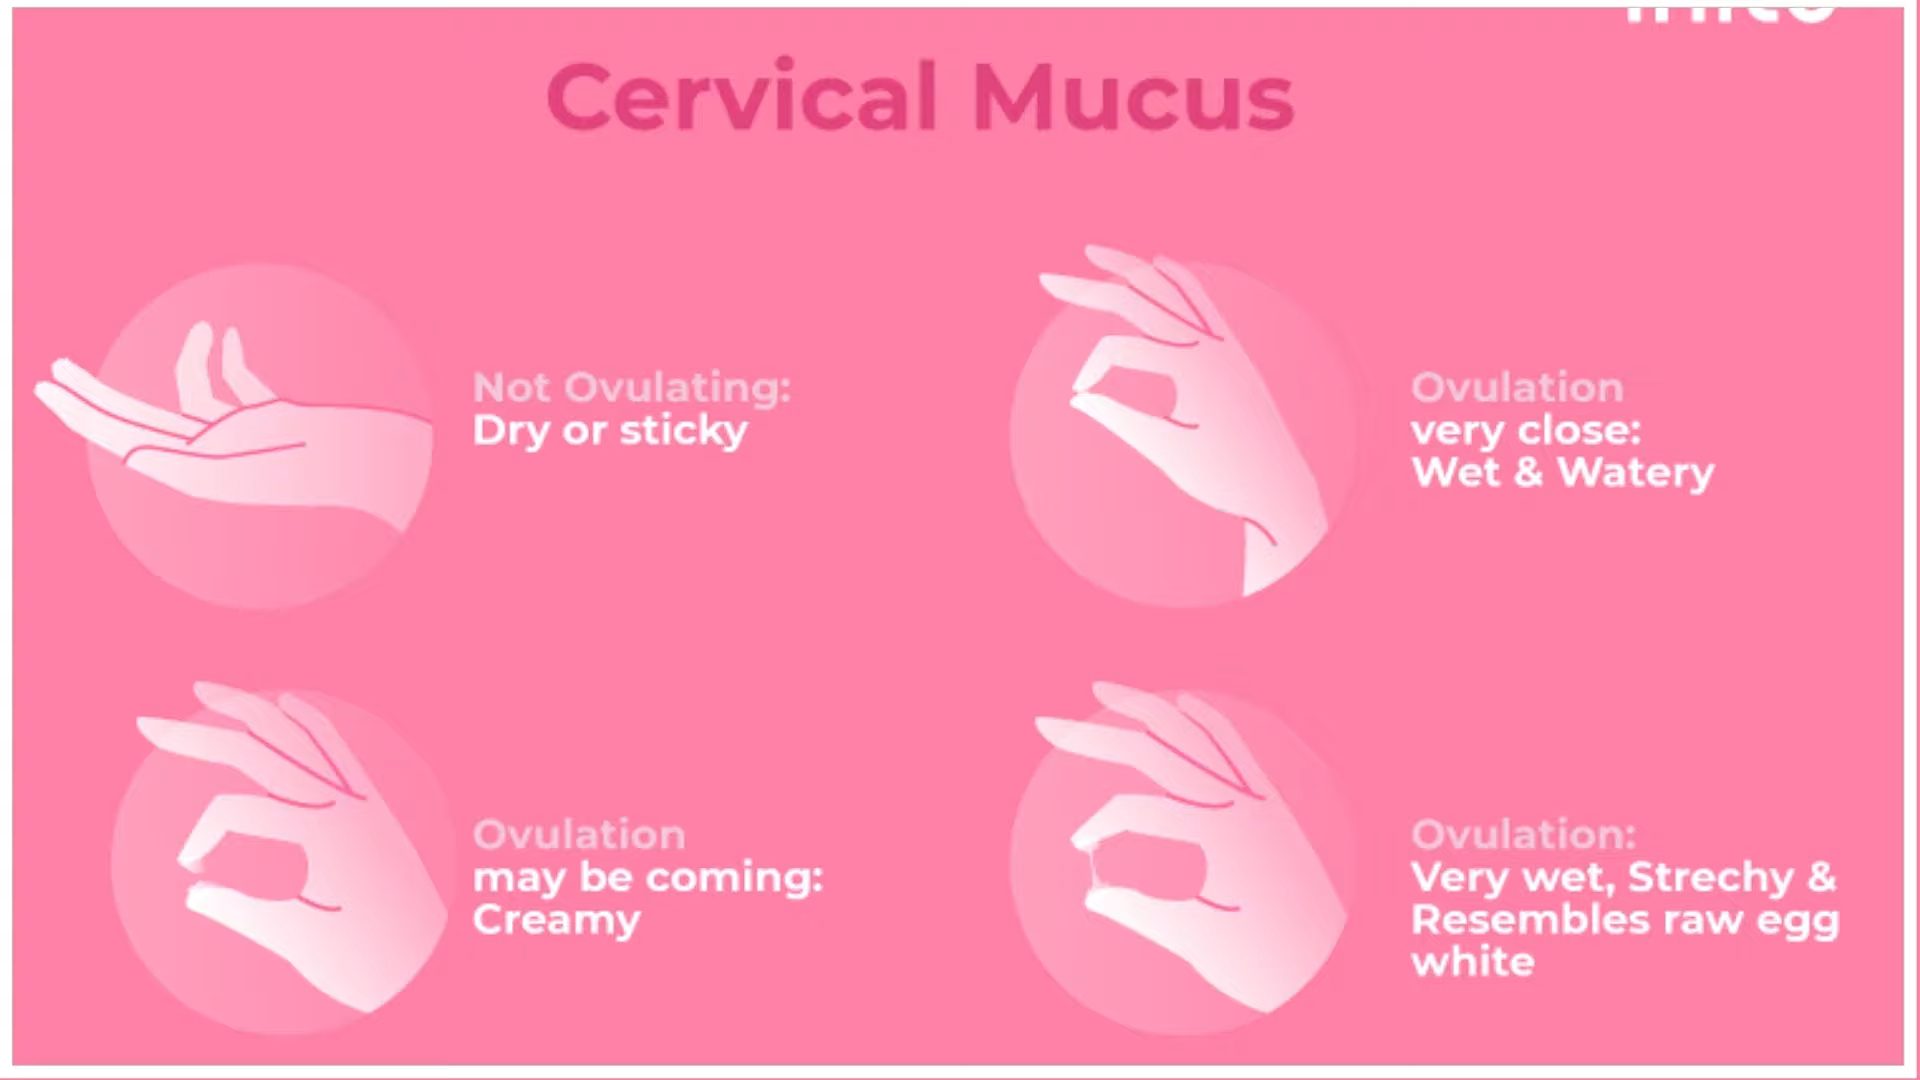 Cervical Mucus
Not Ovulating:
Dry or sticky
Ovulation
very close:
Wet & Watery
Ovulation
may be coming:
Creamy
Ovulation:
Very wet, Strechy &
Resembles raw egg
white